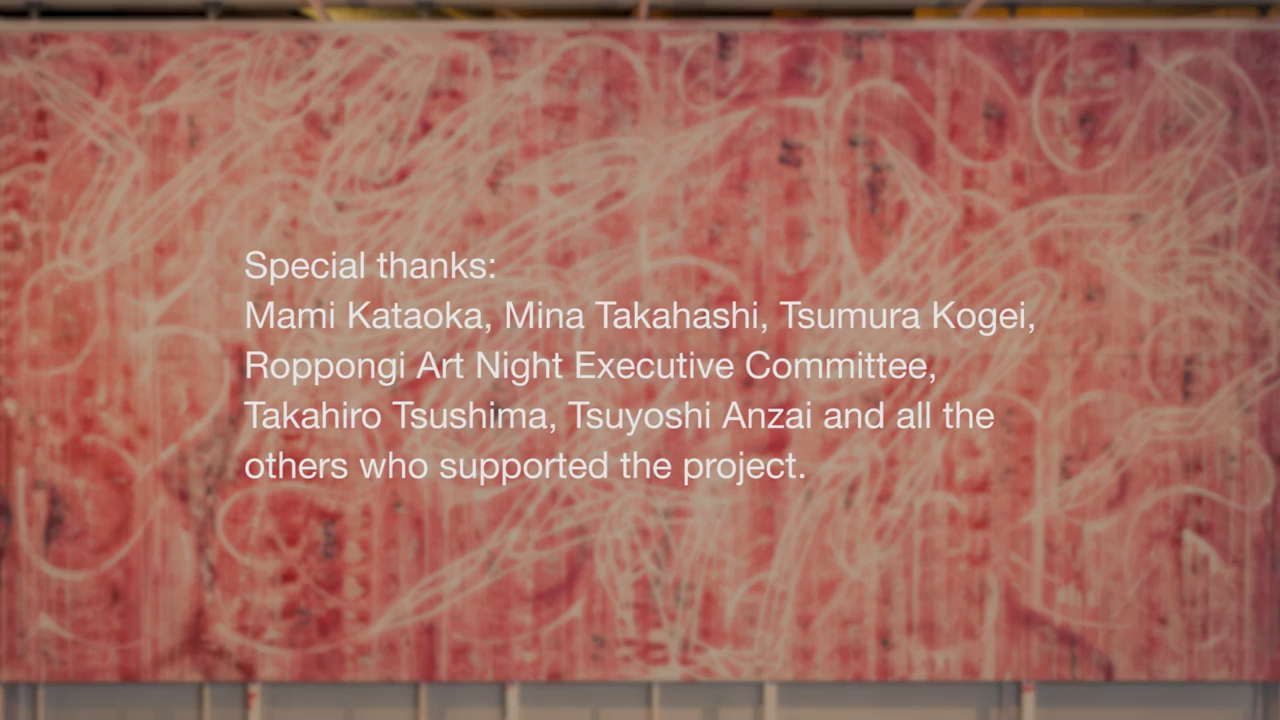 Special thanks:
Mami Kataoka, Mina Takahashi, Tsumura Kogei,
Roppongi Art Night Executive Committee,
Takahiro Tsushima, Tsuyoshi Anzai and all the
others who supported the project.